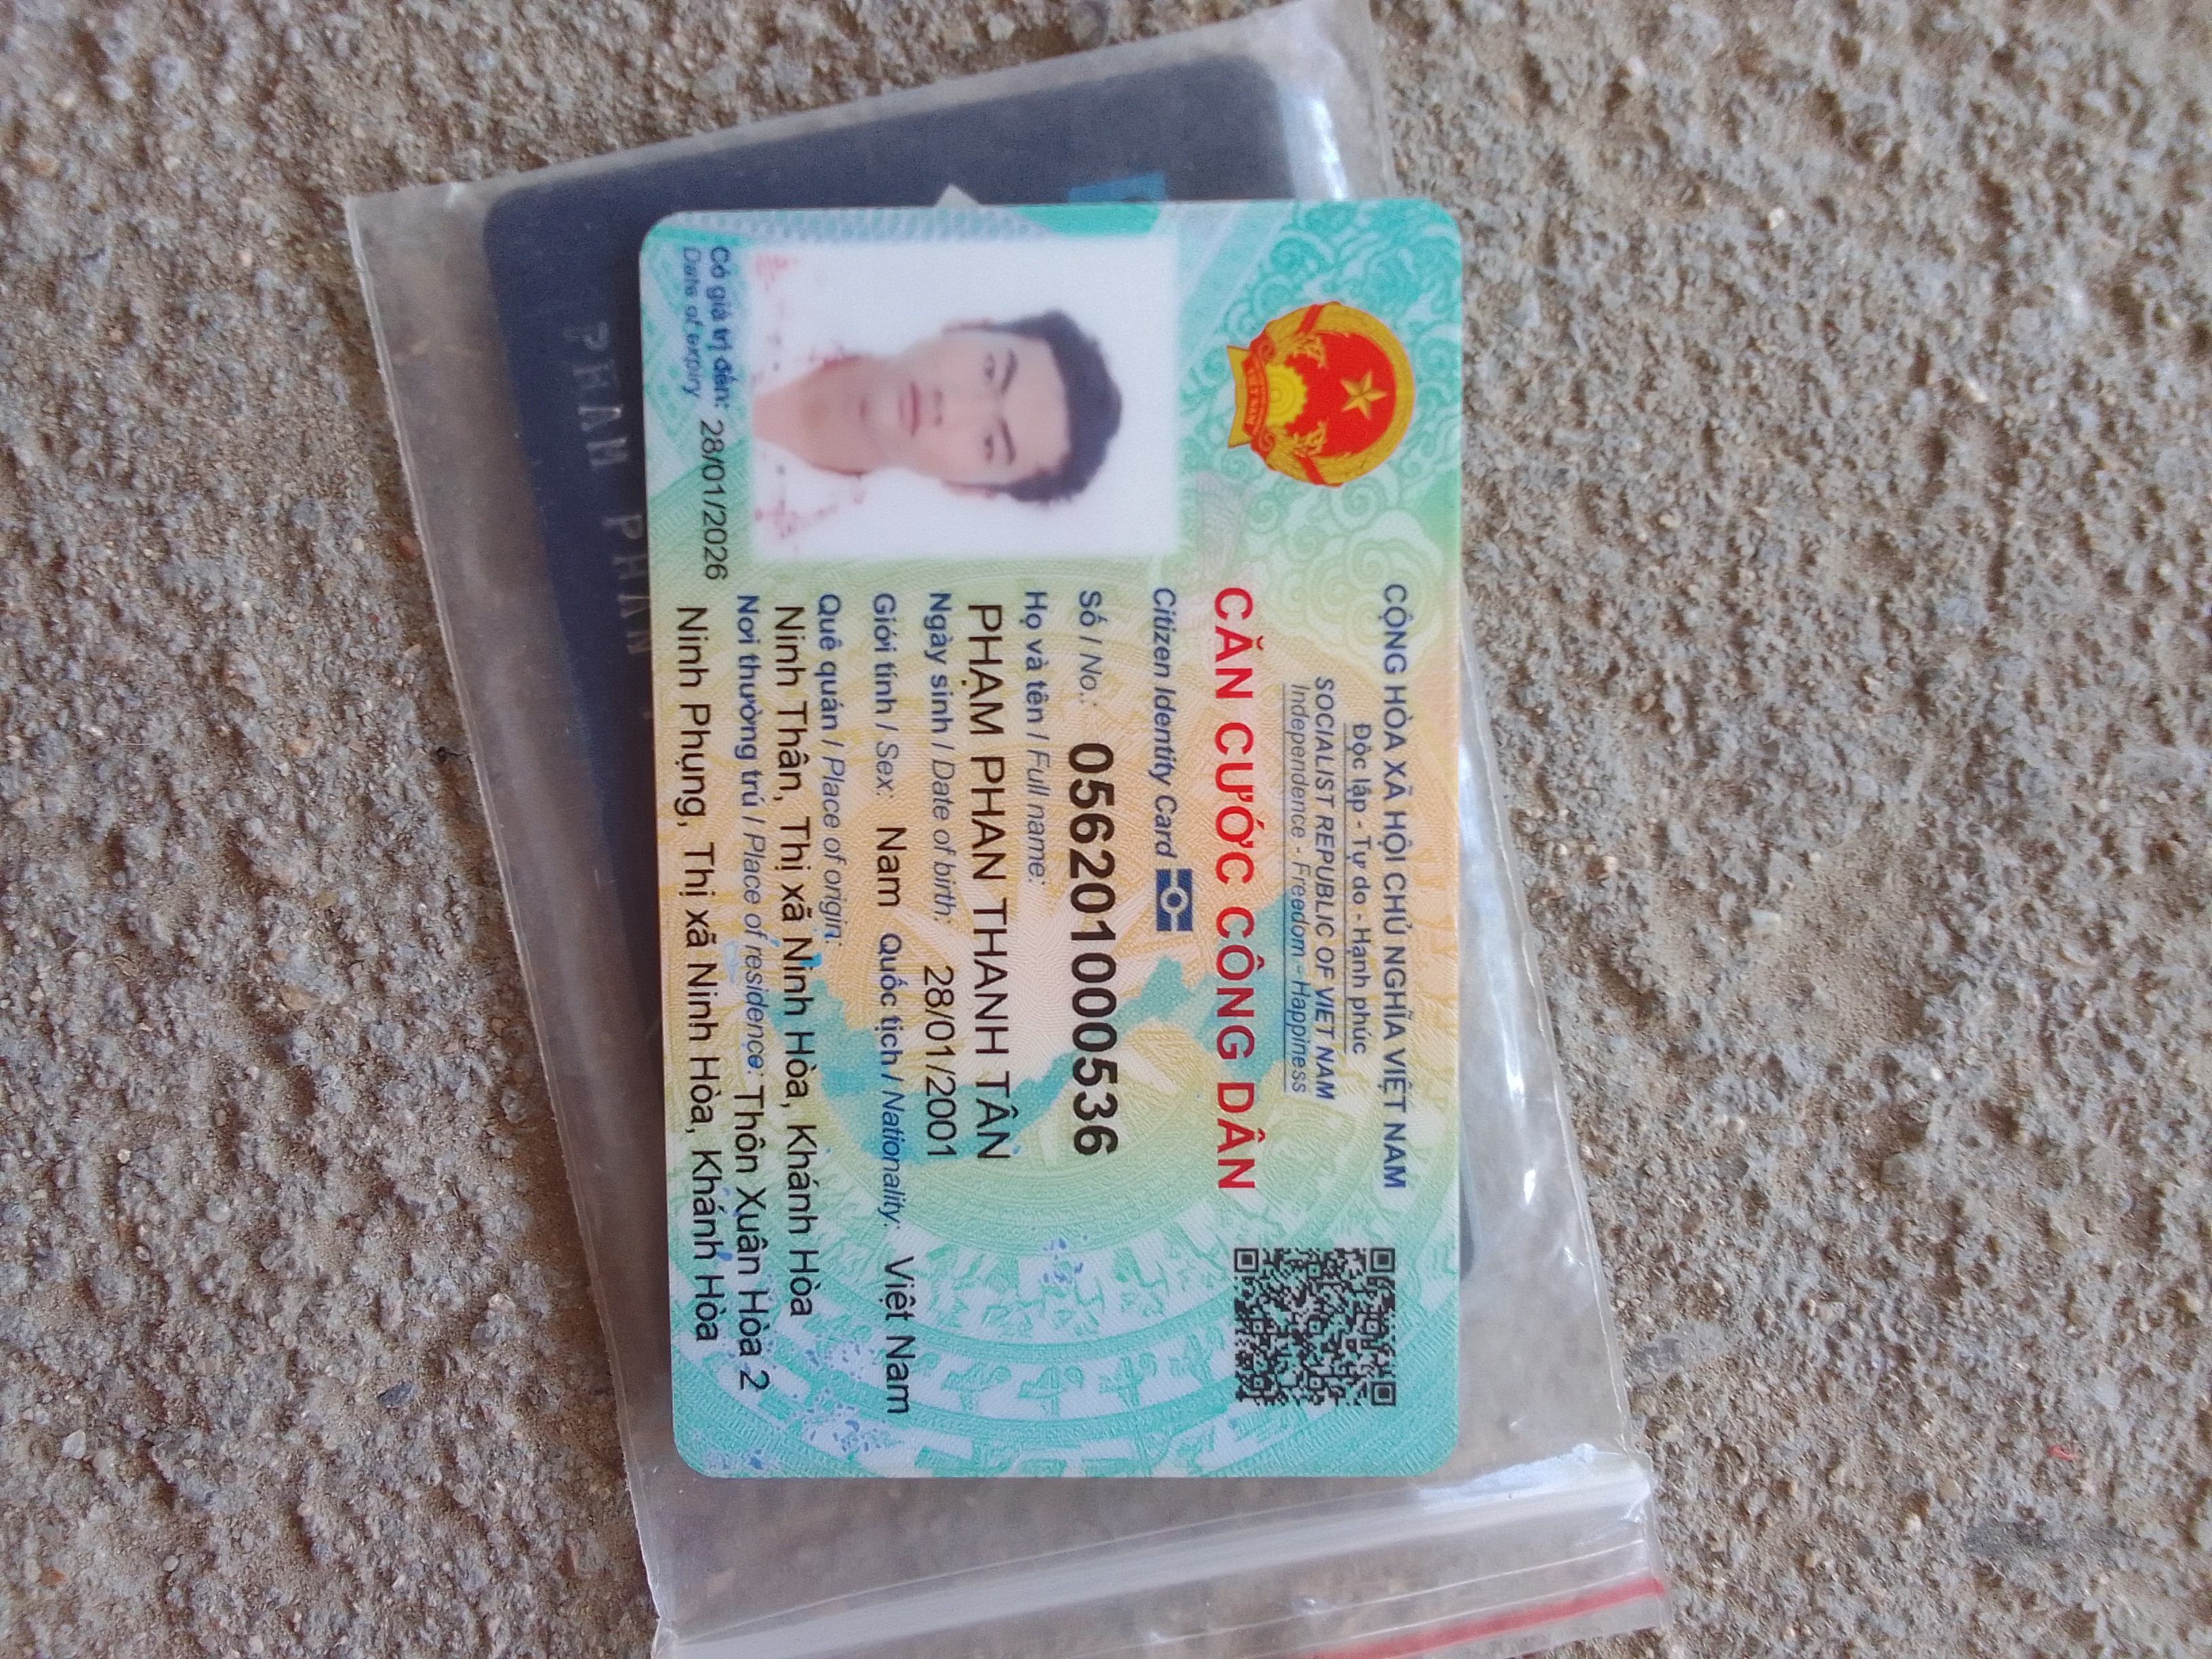 CỘNG HÒA XÃ HỘI CHỦ NGHĨA VIỆT NAM
Độc lập - Tự do - Hạnh phúc
SOCIALIST REPUBLIC OF VIET NAM
Independence - Freedom - Happiness
CĂN CƯỚC CÔNG DÂN
Citizen Identity Card
Số / No.: 056201000536
Họ và tên / Full name:
PHẠM PHAN THANH TÂN
Ngày sinh / Date of birth: 28/01/2001
Giới tính / Sex: Nam Quốc tịch / Nationality: Việt Nam
Quê quán / Place of origin:
Ninh Thân, Thị xã Ninh Hòa, Khánh Hòa
Nơi thường trú / Place of residence: Thôn Xuân Hòa 2
Ninh Phụng, Thị xã Ninh Hòa, Khánh Hòa
Có giá trị đến: 28/01/2026
Date of expiry
VIỆT NAM
PHAM PHAN